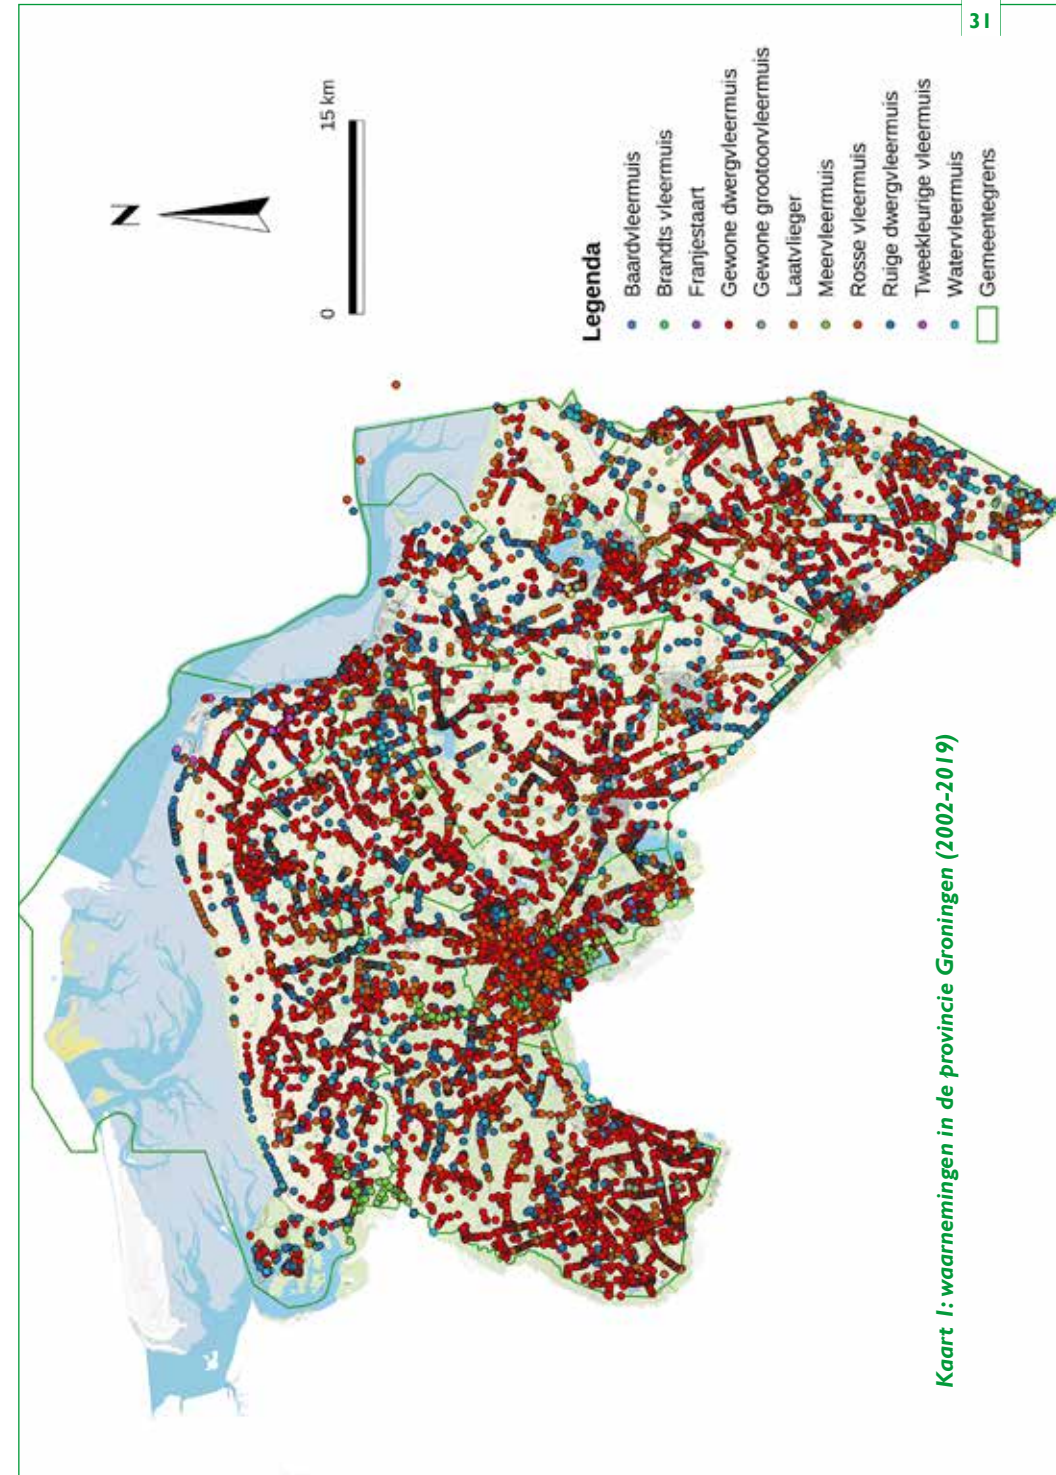 31
N
0 15 km
Legenda
Baardvleermuis
Brandts vleermuis
Franjestaart
Gewone dwergvleermuis
Gewone grootoorvleermuis
Laatvlieger
Meervleermuis
Rosse vleermuis
Ruige dwergvleermuis
Tweekleurige vleermuis
Watervleermuis
Gemeentegrens
Kaart 1: waarnemingen in de provincie Groningen (2002-2019)